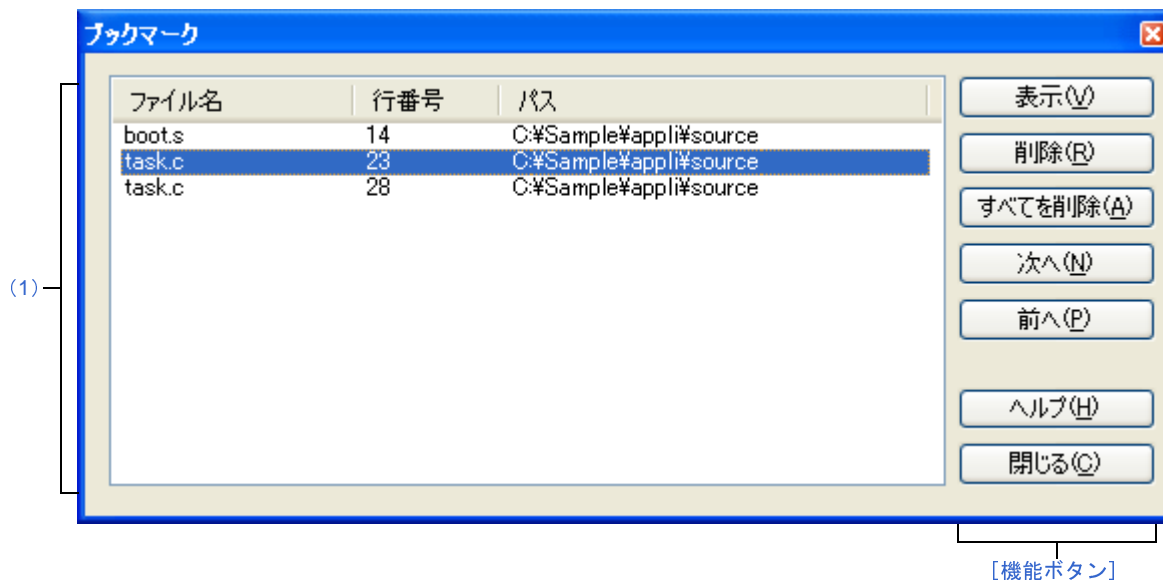 ブックマーク
ファイル名 行番号 パス
boot.s 14 C:¥Sample¥appli¥source
task.c 23 C:¥Sample¥appli¥source
task.c 28 C:¥Sample¥appli¥source
表示(V)
削除(R)
すべてを削除(A)
次へ(N)
前へ(P)
ヘルプ(H)
閉じる(C)
(1)
[機能ボタン]